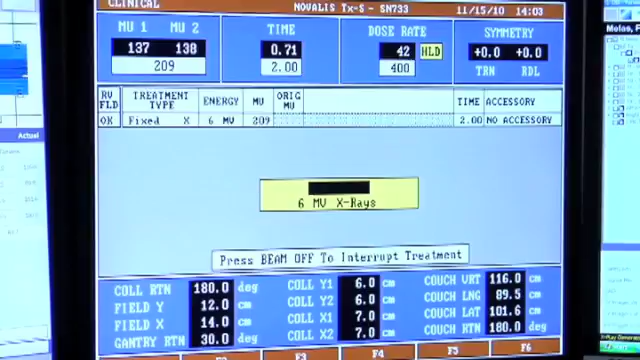 CLINICAL NOVALIS Tx-S - SN733 11/15/10 14:03
MU 1 MU 2 TIME DOSE RATE SYMMETRY
137 138 0.71 42 HLD +0.0 +0.0
209 2.00 400 TRN RDL
RV FLD TREATMENT TYPE ENERGY MU ORIG MU TIME ACCESSORY
OK Fixed X 6 MV 209 2.00 NO ACCESSORY
6 MV X-Rays
Press BEAM OFF To Interrupt Treatment
COLL RTN 180.0 deg COLL Y1 6.0 cm COUCH VRT 116.0 cm
FIELD Y 12.0 cm COLL Y2 6.0 cm COUCH LNG 89.5 cm
FIELD X 14.0 cm COLL X1 7.0 cm COUCH LAT 101.6 cm
GANTRY RTN 30.0 deg COLL X2 7.0 cm COUCH RTN 180.0 deg
F2 F3 F4 F5 F6
Actual